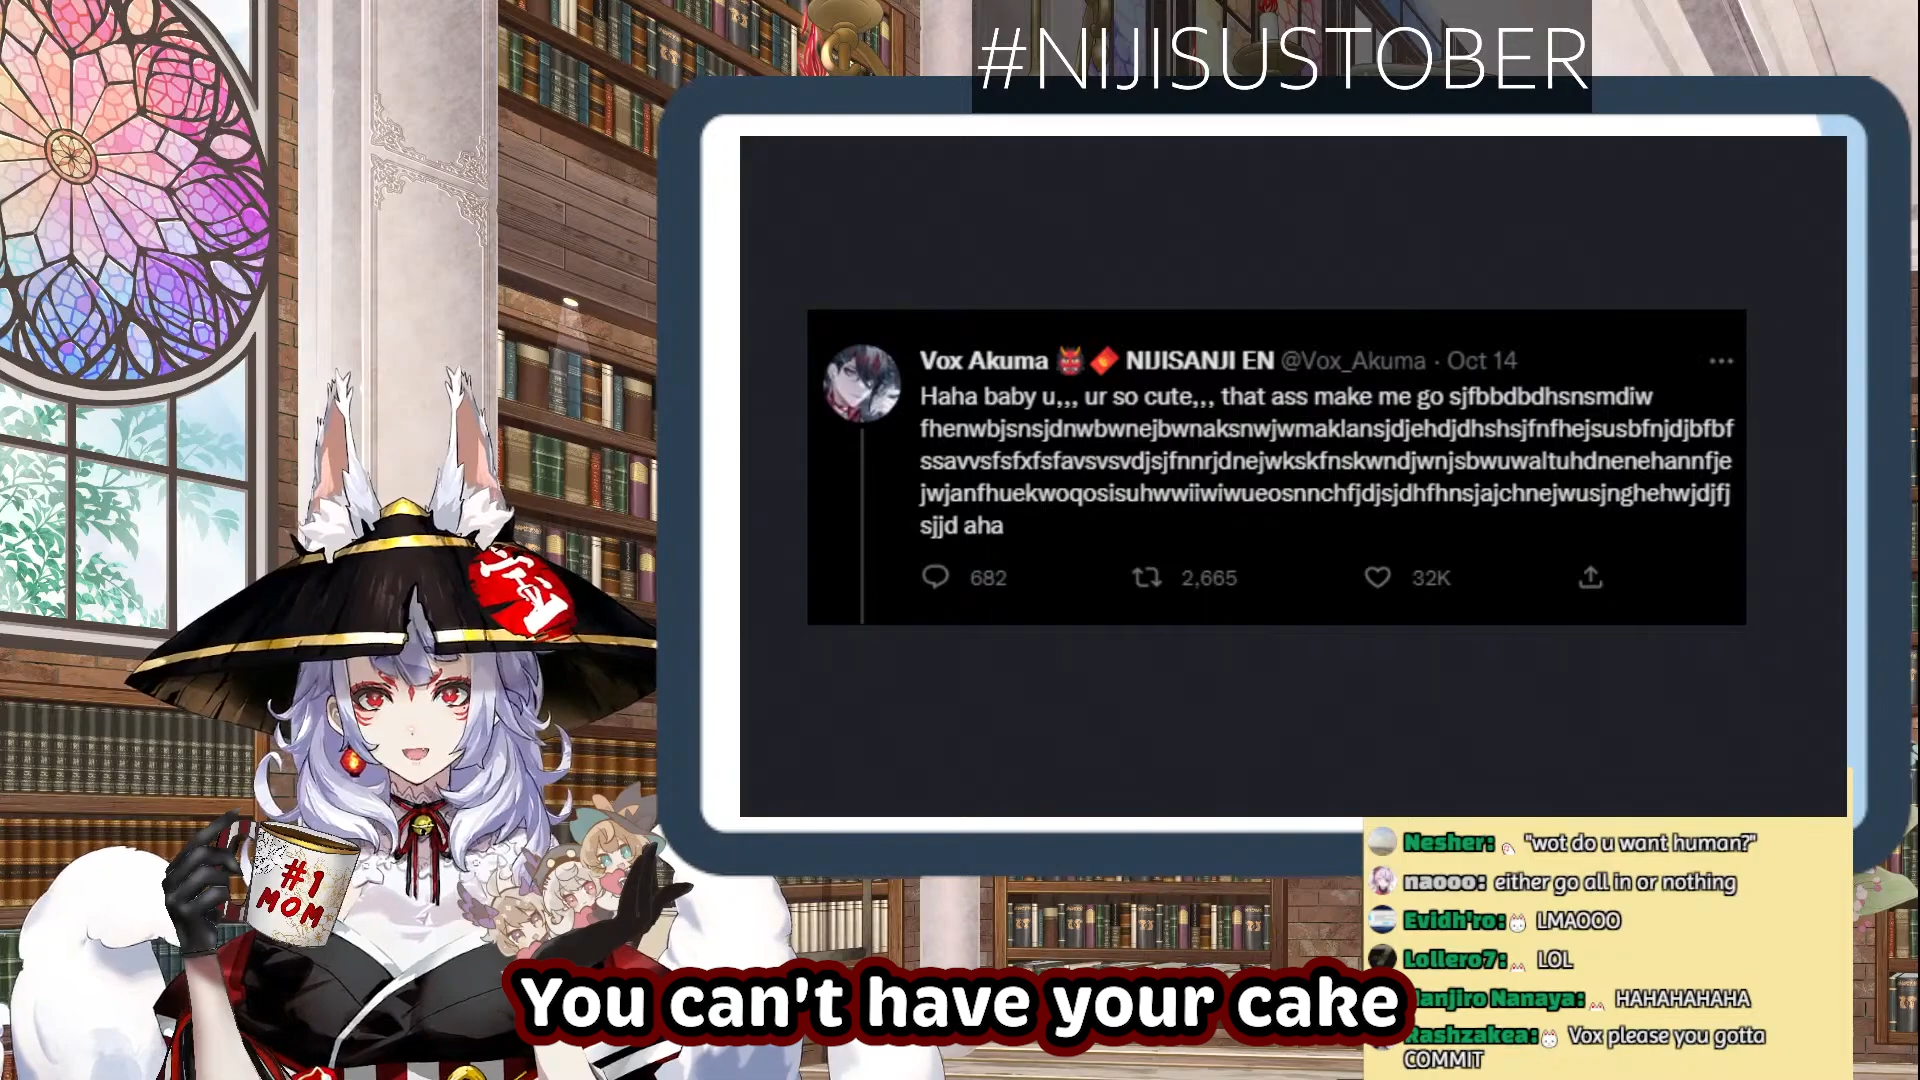 #NIJISUSTOBER
Vox Akuma 👹🧧 NIJISANJI EN @Vox_Akuma · Oct 14
Haha baby u,,, ur so cute,,, that ass make me go sjfbbdbdhsnsmdiw
fhenwbjsnsjdnwbwnejbwnaksnwjwmaklansjdjehdjdhshsjfnfhejsusbfnjdjbfbf
ssavvsfsfxfsfavsvsvdjsjfnnrjdnejwkskfnskwndjwnjsbwuwaltuhdnenehannfje
jwjanfhuekwoqosisuhwwiiwiwueosnnchfjdjsjdhfhnsjajchnejwusjnghehwjdjfj
sjjd aha
682 2,665 32K
#1
MOM
Nesher: "wot do u want human?"
naooo: either go all in or nothing
Evidh'ro: LMAOOO
Lollero7: LOL
anjiro Nanaya: HAHAHAHAHA
Rashzakea: Vox please you gotta
COMMIT
You can't have your cake